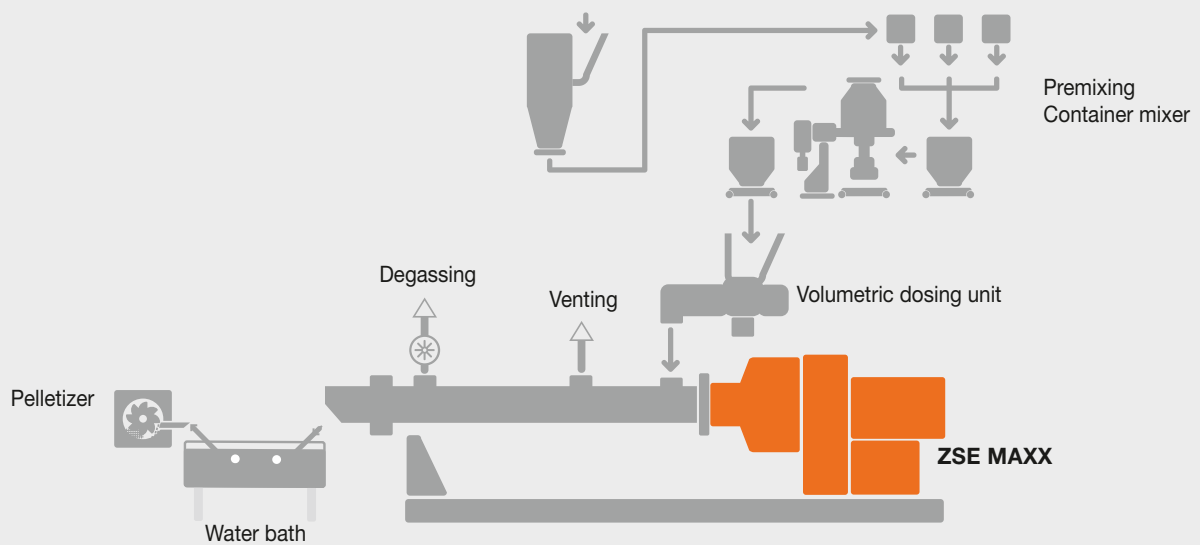 Premixing
Container mixer
Degassing
Venting
Volumetric dosing unit
Pelletizer
ZSE MAXX
Water bath